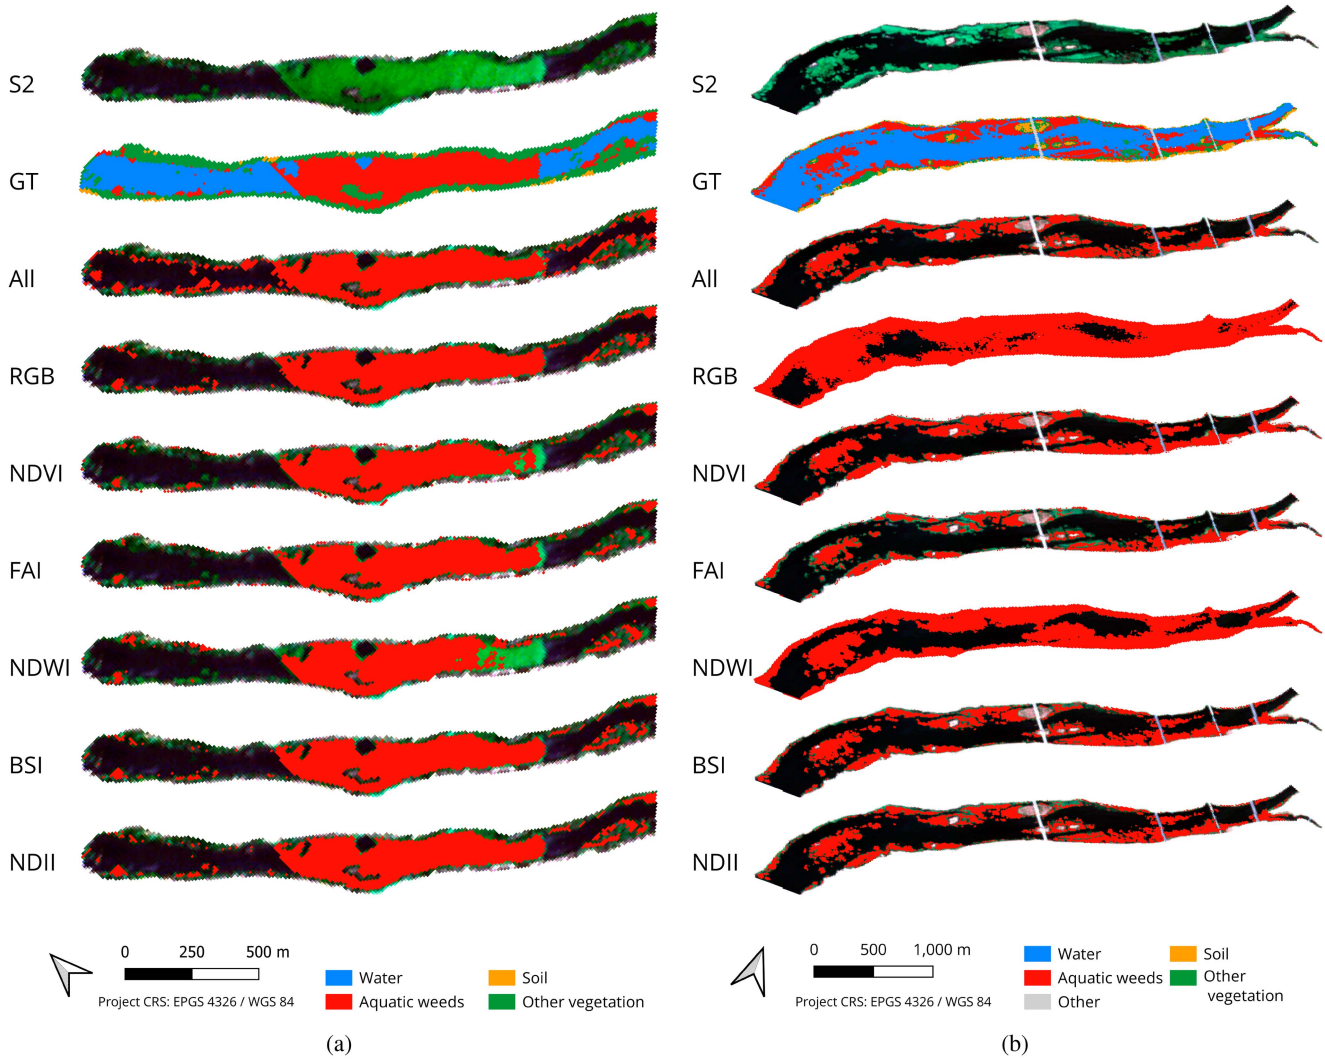 S2
GT
All
RGB
NDVI
FAI
NDWI
BSI
NDII
0 250 500 m
Project CRS: EPGS 4326 / WGS 84
Water
Aquatic weeds
Soil
Other vegetation
(a)
S2
GT
All
RGB
NDVI
FAI
NDWI
BSI
NDII
0 500 1,000 m
Project CRS: EPGS 4326 / WGS 84
Water
Aquatic weeds
Other
Soil
Other
vegetation
(b)